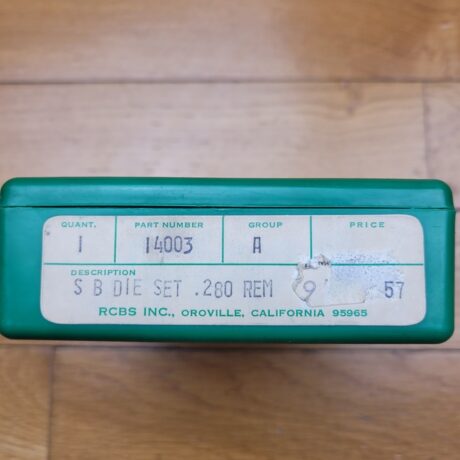 QUANT. PART NUMBER GROUP PRICE
1 14003 A
DESCRIPTION
S B DIE SET .280 REM 9 57
RCBS INC., OROVILLE, CALIFORNIA 95965